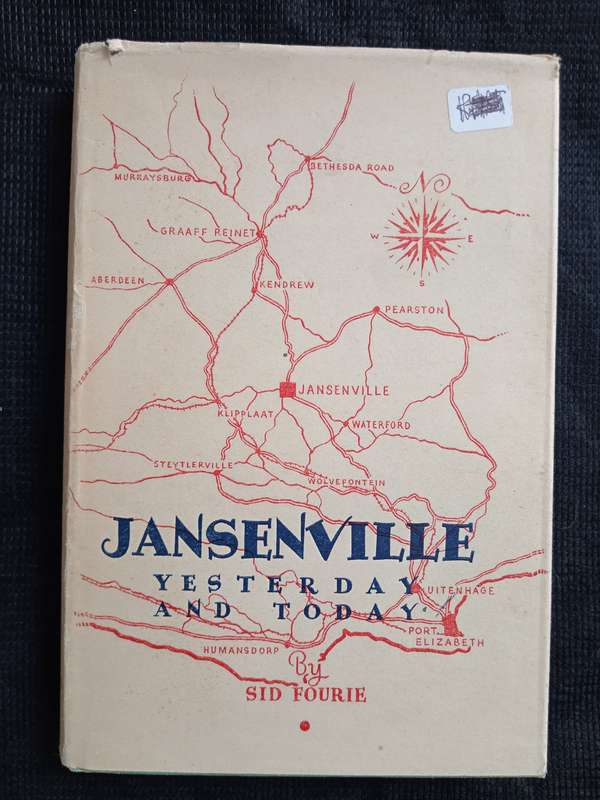 BETHESDA ROAD
MURRAYSBURG
N
GRAAFF REINET
W
E
S
ABERDEEN
KENDREW
PEARSTON
JANSENVILLE
KLIPPLAAT
WATERFORD
STEYTLERVILLE
WOLVEFONTEIN
JANSENVILLE
YESTERDAY
AND TODAY
UITENHAGE
PORT
ELIZABETH
HUMANSDORP
By
SID FOURIE